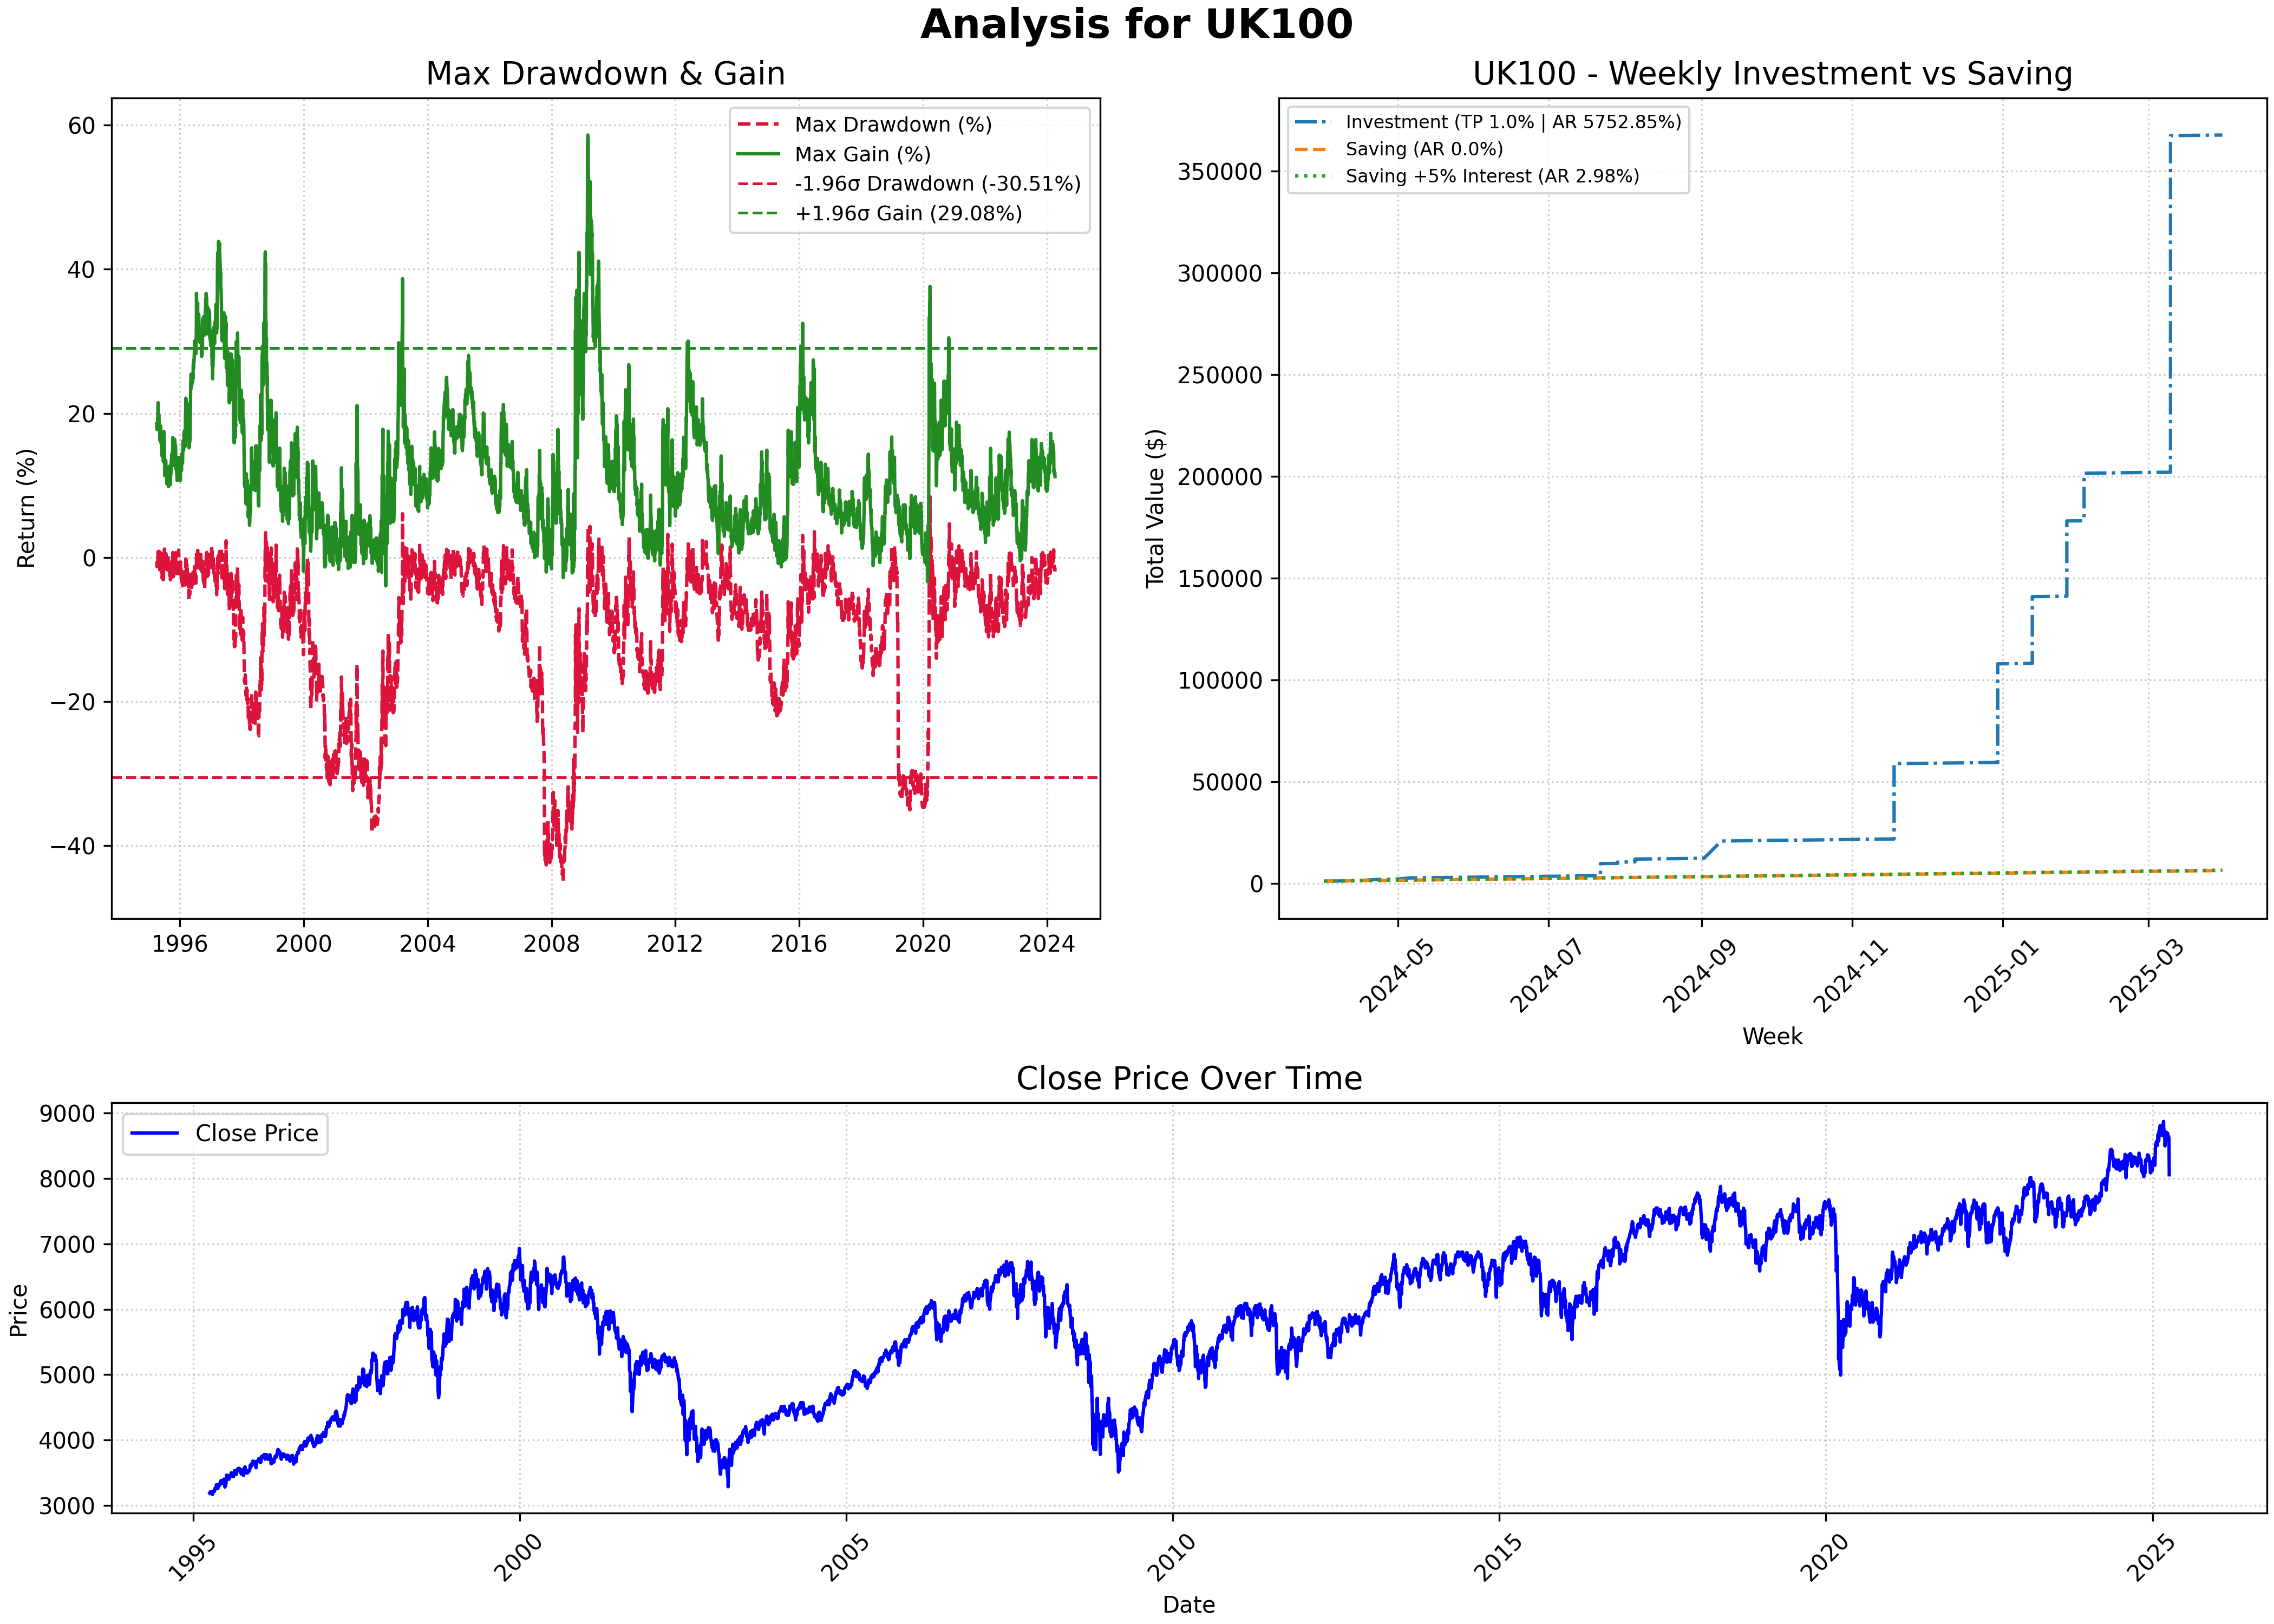 Analysis for UK100
Max Drawdown & Gain
Max Drawdown (%)
Max Gain (%)
-1.96σ Drawdown (-30.51%)
+1.96σ Gain (29.08%)
Return (%)
60
40
20
0
−20
−40
1996 2000 2004 2008 2012 2016 2020 2024
UK100 - Weekly Investment vs Saving
Investment (TP 1.0% | AR 5752.85%)
Saving (AR 0.0%)
Saving +5% Interest (AR 2.98%)
Total Value ($)
350000
300000
250000
200000
150000
100000
50000
0
2024-05 2024-07 2024-09 2024-11 2025-01 2025-03
Week
Close Price Over Time
Close Price
Price
9000
8000
7000
6000
5000
4000
3000
1995 2000 2005 2010 2015 2020 2025
Date